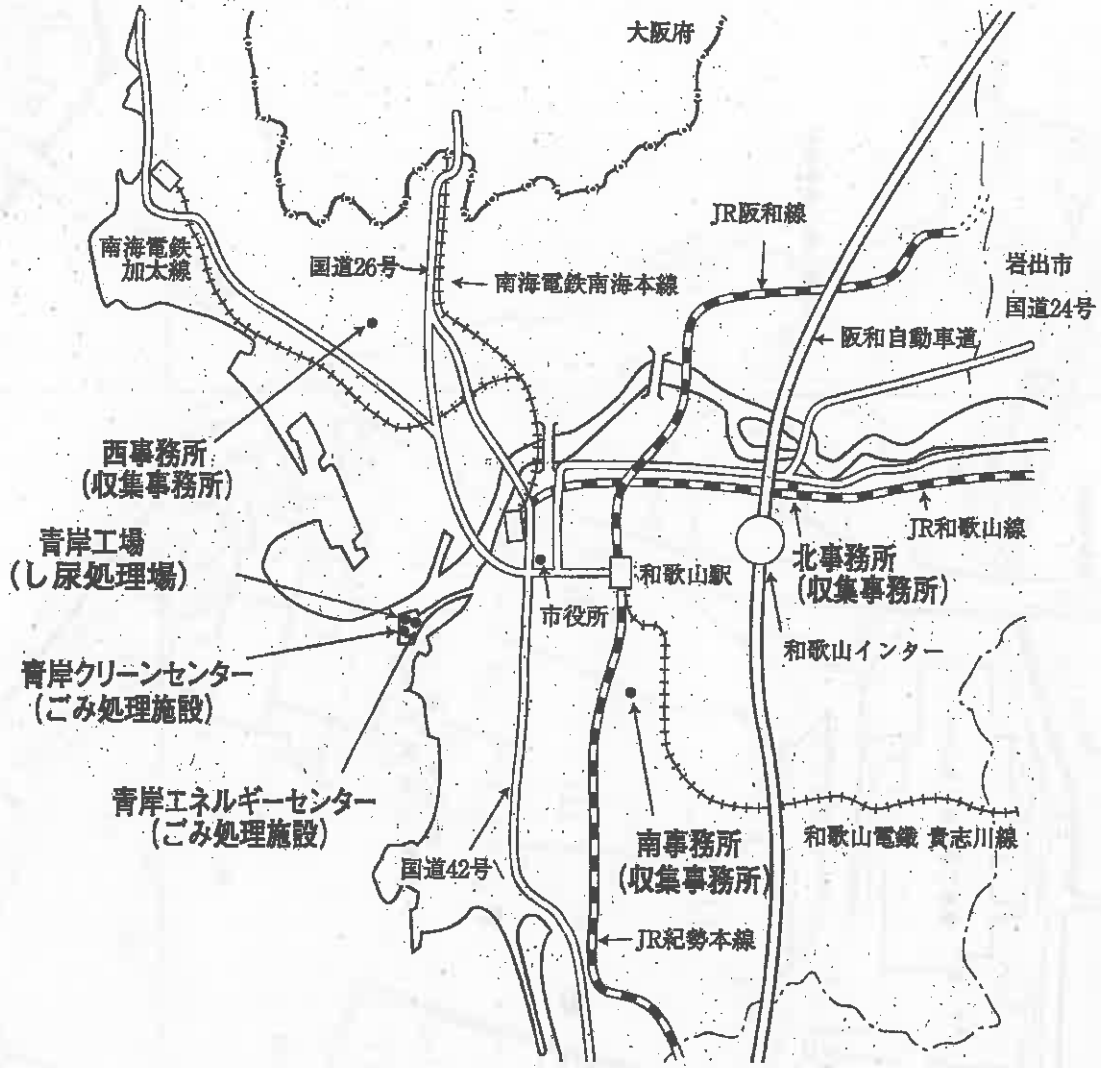 大阪府
JR阪和線
南海電鉄
加太線
国道26号
南海電鉄南海本線
岩出市
国道24号
阪和自動車道
西事務所
(収集事務所)
JR和歌山線
青岸工場
(し尿処理場)
北事務所
(収集事務所)
和歌山駅
市役所
和歌山インター
青岸クリーンセンター
(ごみ処理施設)
青岸エネルギーセンター
(ごみ処理施設)
南事務所
(収集事務所)
和歌山電鐵 貴志川線
国道42号
JR紀勢本線